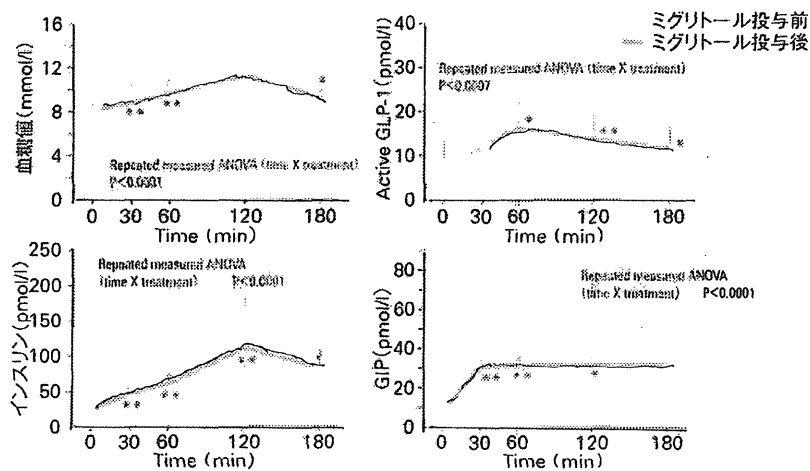 ミグリトール投与前
ミグリトール投与後
血糖値(mmol/l)
16
12
8
4
0
Repeated measured ANOVA (time X treatment)
P<0.0001
0 30 60 120 180
Time (min)
Active GLP-1(pmol/l)
40
30
20
10
0
Repeated measured ANOVA (time X treatment)
P<0.0007
0 30 60 120 180
Time (min)
インスリン(pmol/l)
250
200
150
100
50
0
Repeated measured ANOVA
(time X treatment) P<0.0001
0 30 60 120 180
Time (min)
GIP(pmol/l)
80
60
40
20
0
Repeated measured ANOVA
(time X treatment) P<0.0001
0 30 60 120 180
Time (min)